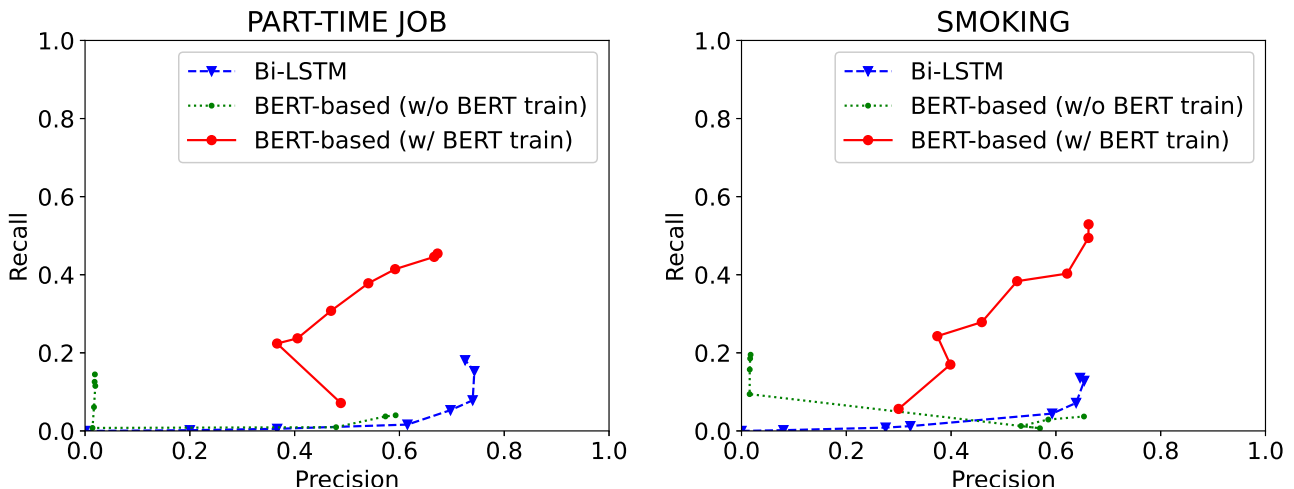 PART-TIME JOB
1.0
0.8
0.6
0.4
0.2
0.0
Recall
0.0 0.2 0.4 0.6 0.8 1.0
Precision
Bi-LSTM
BERT-based (w/o BERT train)
BERT-based (w/ BERT train)
SMOKING
1.0
0.8
0.6
0.4
0.2
0.0
Recall
0.0 0.2 0.4 0.6 0.8 1.0
Precision
Bi-LSTM
BERT-based (w/o BERT train)
BERT-based (w/ BERT train)